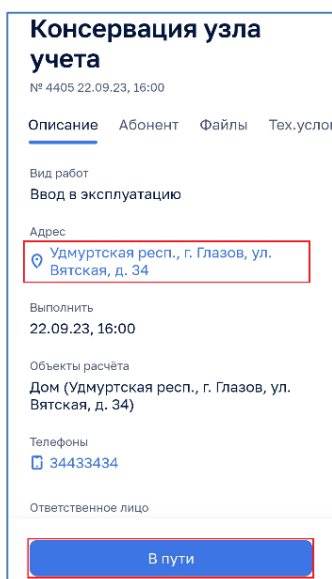 Консервация узла
учета
№ 4405 22.09.23, 16:00
Описание Абонент Файлы Тех.услов
Вид работ
Ввод в эксплуатацию
Адрес
Удмуртская респ., г. Глазов, ул.
Вятская, д. 34
Выполнить
22.09.23, 16:00
Объекты расчёта
Дом (Удмуртская респ., г. Глазов, ул.
Вятская, д. 34)
Телефоны
34433434
Ответственное лицо
В пути